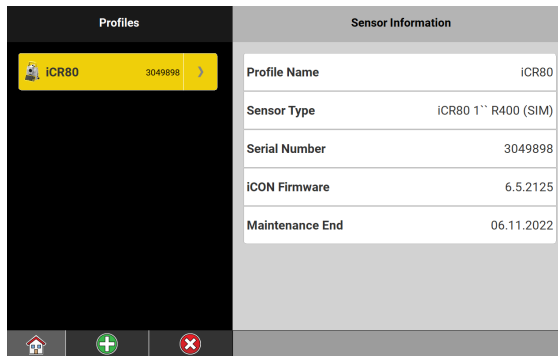 Profiles
Sensor Information
iCR80 3049898
Profile Name iCR80
Sensor Type iCR80 1`` R400 (SIM)
Serial Number 3049898
iCON Firmware 6.5.2125
Maintenance End 06.11.2022